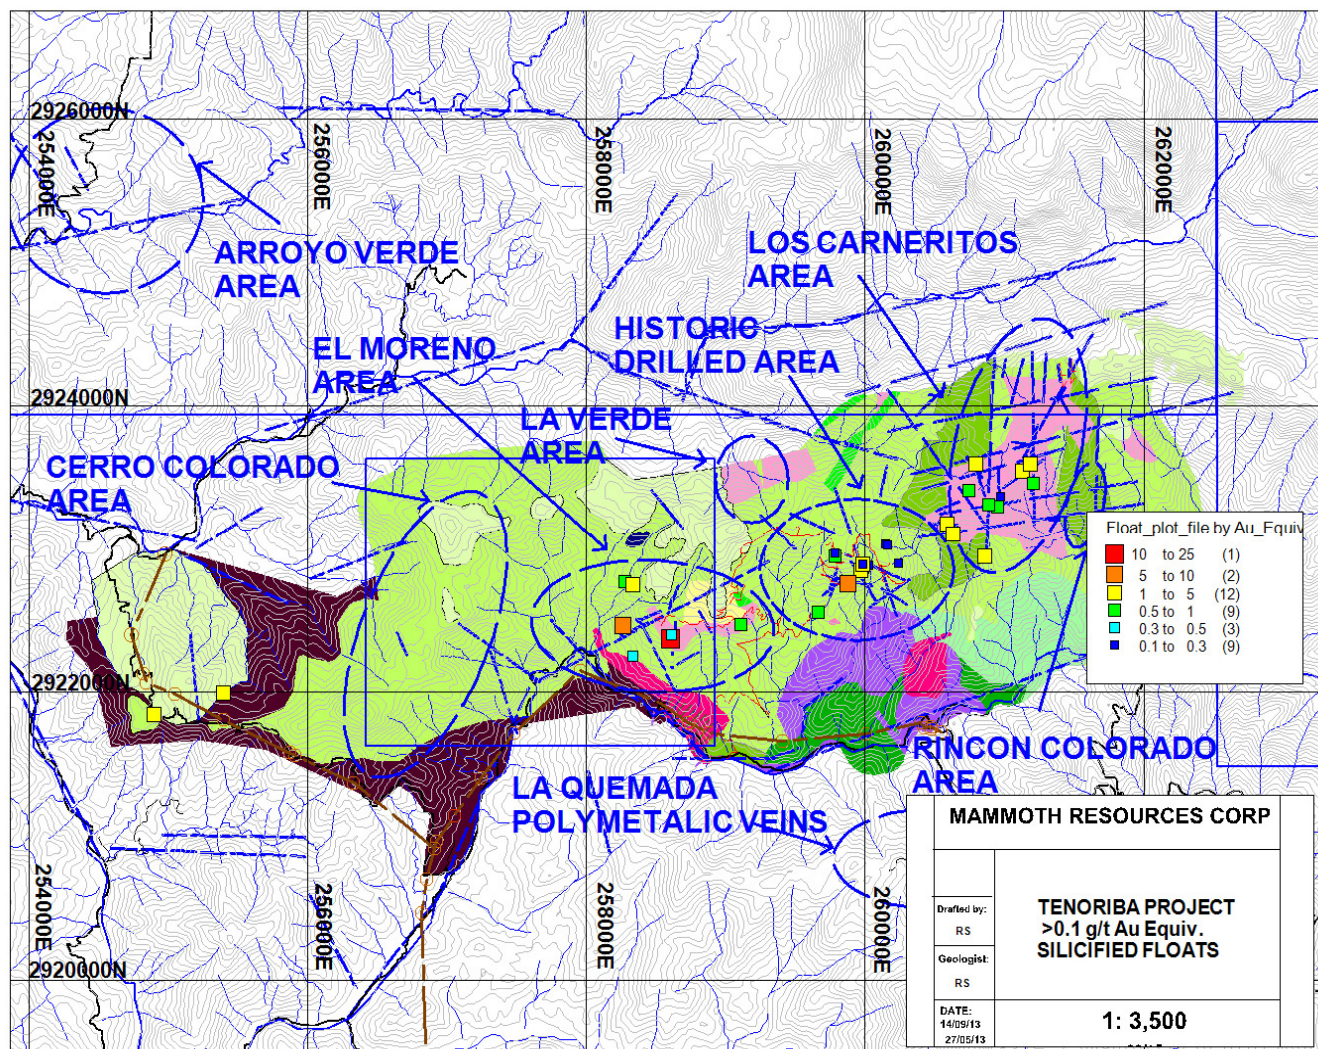 2926000N
254000E
256000E
258000E
260000E
262000E
ARROYO VERDE
AREA
LOS CARNERITOS
AREA
HISTORIC
DRILLED AREA
EL MORENO
AREA
2924000N
LA VERDE
AREA
CERRO COLORADO
AREA
Float_plot_file by Au_Equiv
10 to 25 (1)
5 to 10 (2)
1 to 5 (12)
0.5 to 1 (9)
0.3 to 0.5 (3)
0.1 to 0.3 (9)
2922000N
RINCON COLORADO
AREA
LA QUEMADA
POLYMETALIC VEINS
254000E
256000E
258000E
260000E
2920000N
MAMMOTH RESOURCES CORP
Drafted by:
RS
Geologist:
RS
TENORIBA PROJECT
>0.1 g/t Au Equiv.
SILICIFIED FLOATS
DATE:
14/09/13
27/05/13
1: 3,500